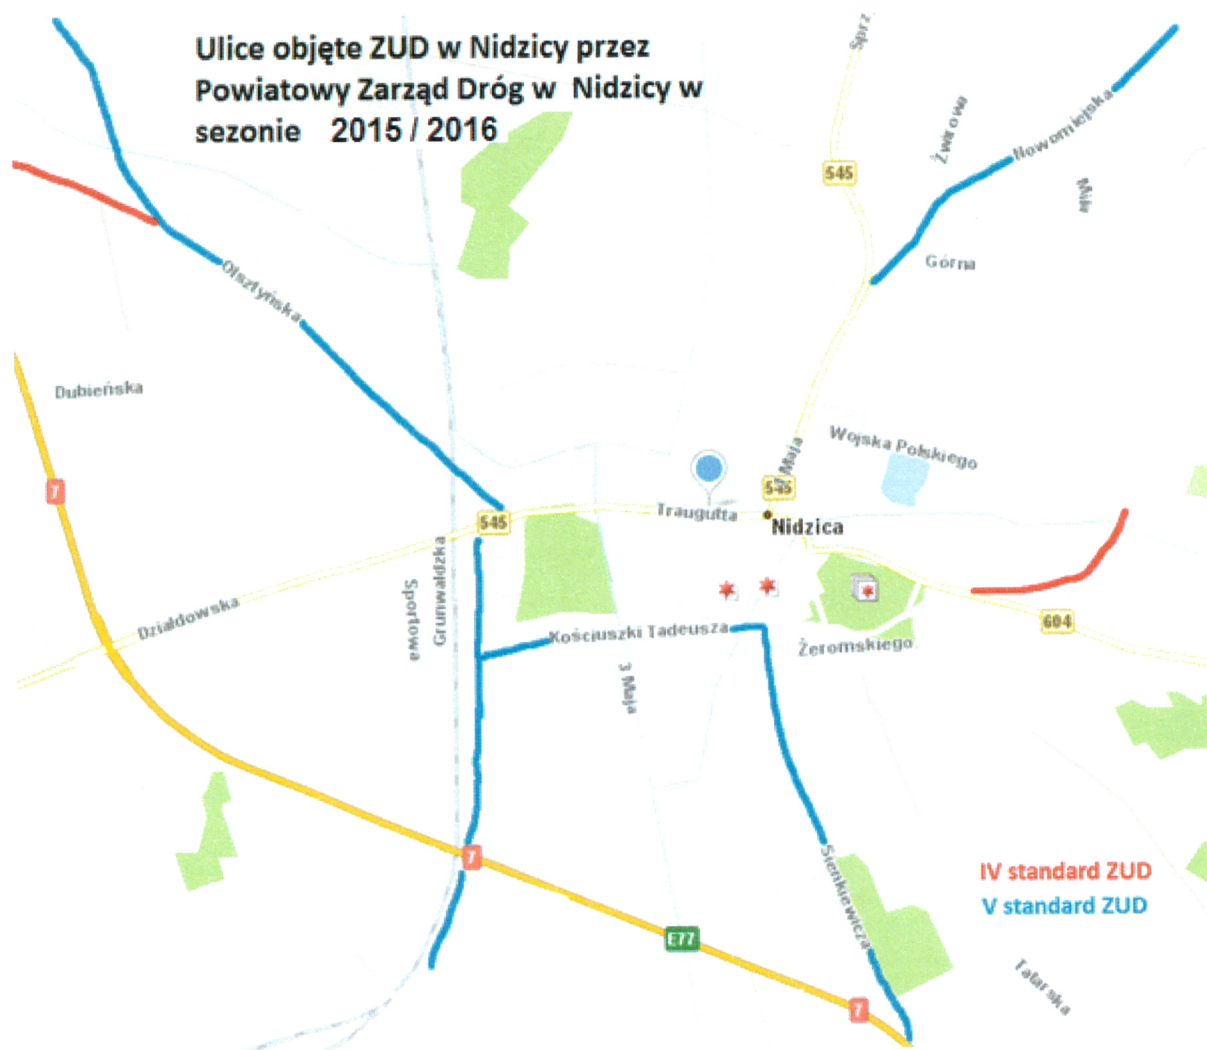 Ulice objęte ZUD w Nidzicy przez
Powiatowy Zarząd Dróg w Nidzicy w
sezonie 2015 / 2016
Sprz
Żwirowa
Nowomiejska
545
Górna
Olsztyńska
Dubieńska
Wojska Polskiego
Maja
545
7
Traugutta
545
Nidzica
Grunwaldzka
Sportowa
Działdowska
604
Kościuszki Tadeusza
Żeromskiego
3 Maja
7
Sienkiewicza
IV standard ZUD
V standard ZUD
E77
Tatarska
7